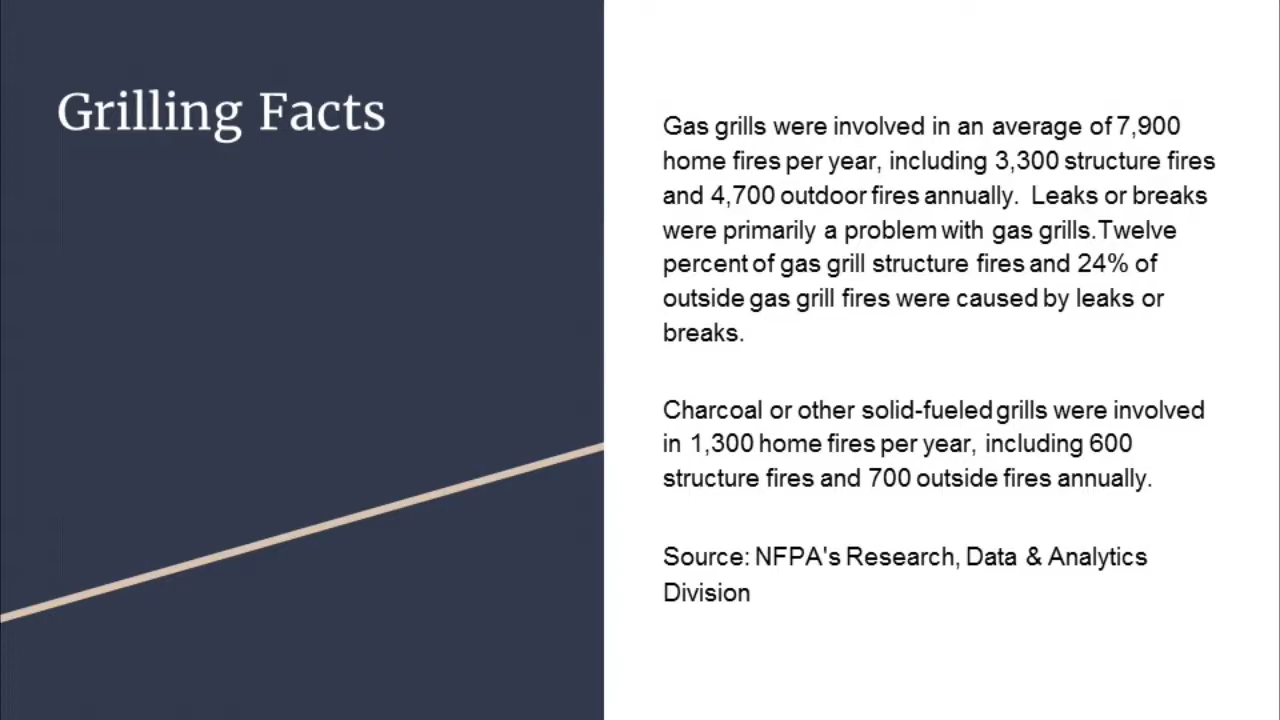 Grilling Facts
Gas grills were involved in an average of 7,900
home fires per year, including 3,300 structure fires
and 4,700 outdoor fires annually.  Leaks or breaks
were primarily a problem with gas grills.Twelve
percent of gas grill structure fires and 24% of
outside gas grill fires were caused by leaks or
breaks.
Charcoal or other solid-fueled grills were involved
in 1,300 home fires per year, including 600
structure fires and 700 outside fires annually.
Source: NFPA's Research, Data & Analytics
Division